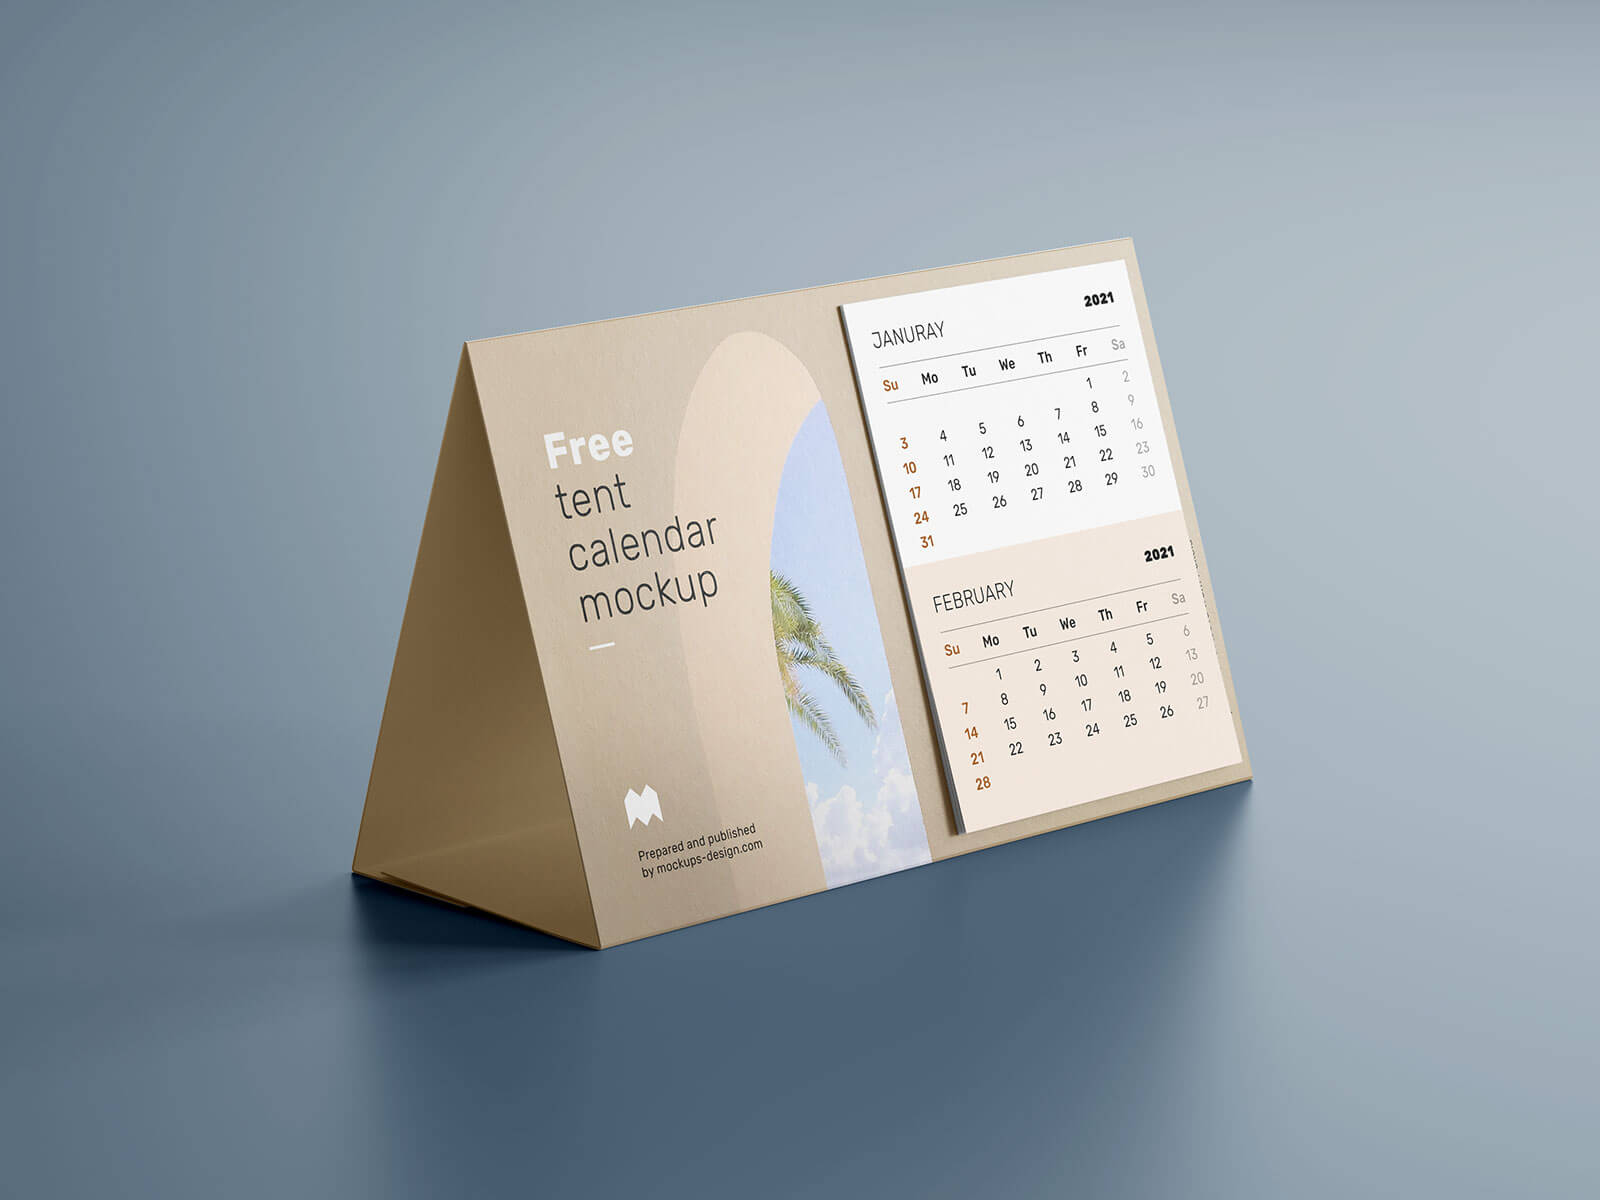 Free
tent
calendar
mockup
Prepared and published
by mockups-design.com
2021
JANURAY
Su Mo Tu We Th Fr Sa
1 2
3 4 5 6 7 8 9
10 11 12 13 14 15 16
17 18 19 20 21 22 23
24 25 26 27 28 29 30
31
2021
FEBRUARY
Su Mo Tu We Th Fr Sa
1 2 3 4 5 6
7 8 9 10 11 12 13
14 15 16 17 18 19 20
21 22 23 24 25 26 27
28